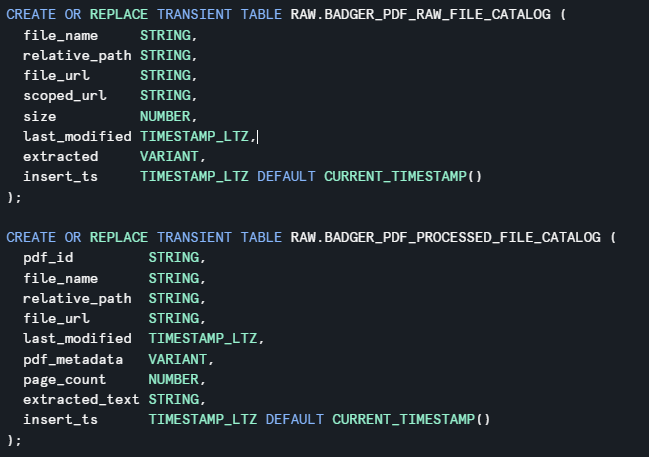 CREATE OR REPLACE TRANSIENT TABLE RAW.BADGER_PDF_RAW_FILE_CATALOG (
  file_name     STRING,
  relative_path STRING,
  file_url      STRING,
  scoped_url    STRING,
  size          NUMBER,
  last_modified TIMESTAMP_LTZ,
  extracted     VARIANT,
  insert_ts     TIMESTAMP_LTZ DEFAULT CURRENT_TIMESTAMP()
);

CREATE OR REPLACE TRANSIENT TABLE RAW.BADGER_PDF_PROCESSED_FILE_CATALOG (
  pdf_id         STRING,
  file_name      STRING,
  relative_path  STRING,
  file_url       STRING,
  last_modified  TIMESTAMP_LTZ,
  pdf_metadata   VARIANT,
  page_count     NUMBER,
  extracted_text STRING,
  insert_ts      TIMESTAMP_LTZ DEFAULT CURRENT_TIMESTAMP()
);